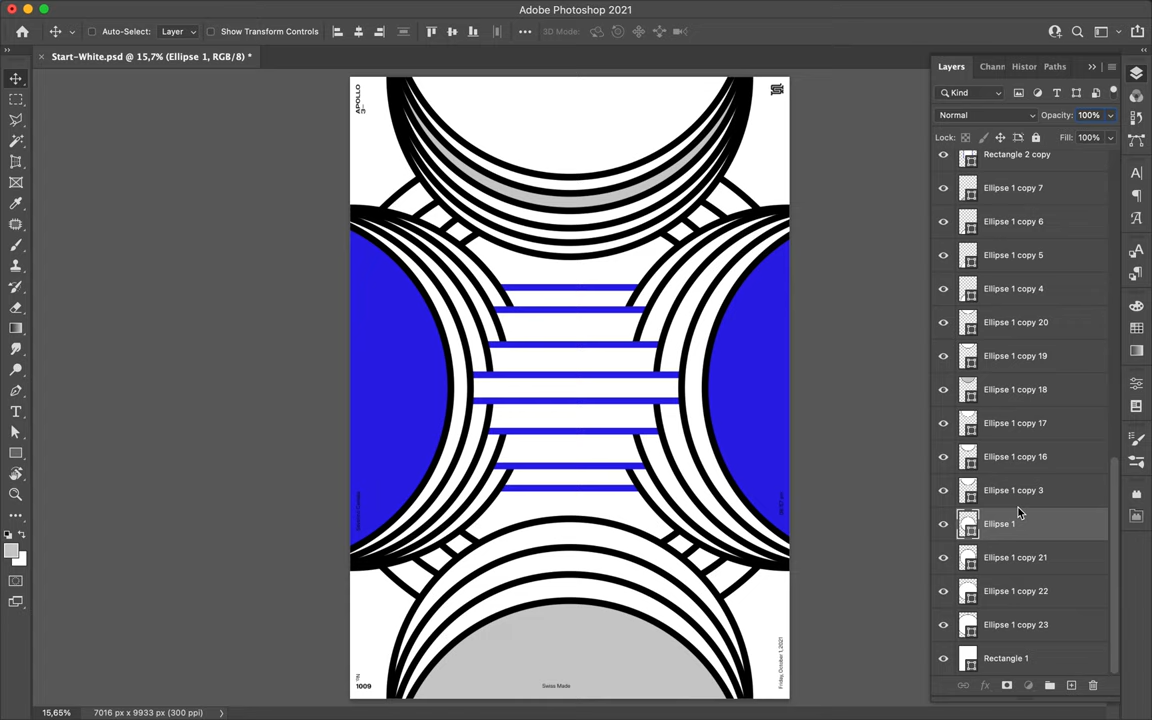 Adobe Photoshop 2021
Auto-Select:
Layer
Show Transform Controls
3D Mode:
Start-White.psd @ 15,7% (Ellipse 1, RGB/8) *
Layers
Chann
Histor
Paths
Kind
Normal
Opacity:
100%
Lock:
Fill:
100%
Rectangle 2 copy
Ellipse 1 copy 7
Ellipse 1 copy 6
Ellipse 1 copy 5
Ellipse 1 copy 4
Ellipse 1 copy 20
Ellipse 1 copy 19
Ellipse 1 copy 18
Ellipse 1 copy 17
Ellipse 1 copy 16
Ellipse 1 copy 3
Ellipse 1
Ellipse 1 copy 21
Ellipse 1 copy 22
Ellipse 1 copy 23
Rectangle 1
APOLLO
3—
Friday, October 1, 2021
No.
1009
Swiss Made
15,65%
7016 px x 9933 px (300 ppi)